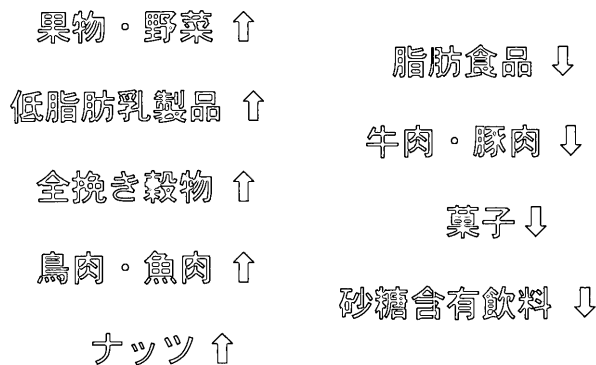 果物・野菜 ↑
低脂肪乳製品 ↑
全挽き穀物 ↑
鳥肉・魚肉 ↑
ナッツ ↑
脂肪食品 ↓
牛肉・豚肉 ↓
菓子 ↓
砂糖含有飲料 ↓